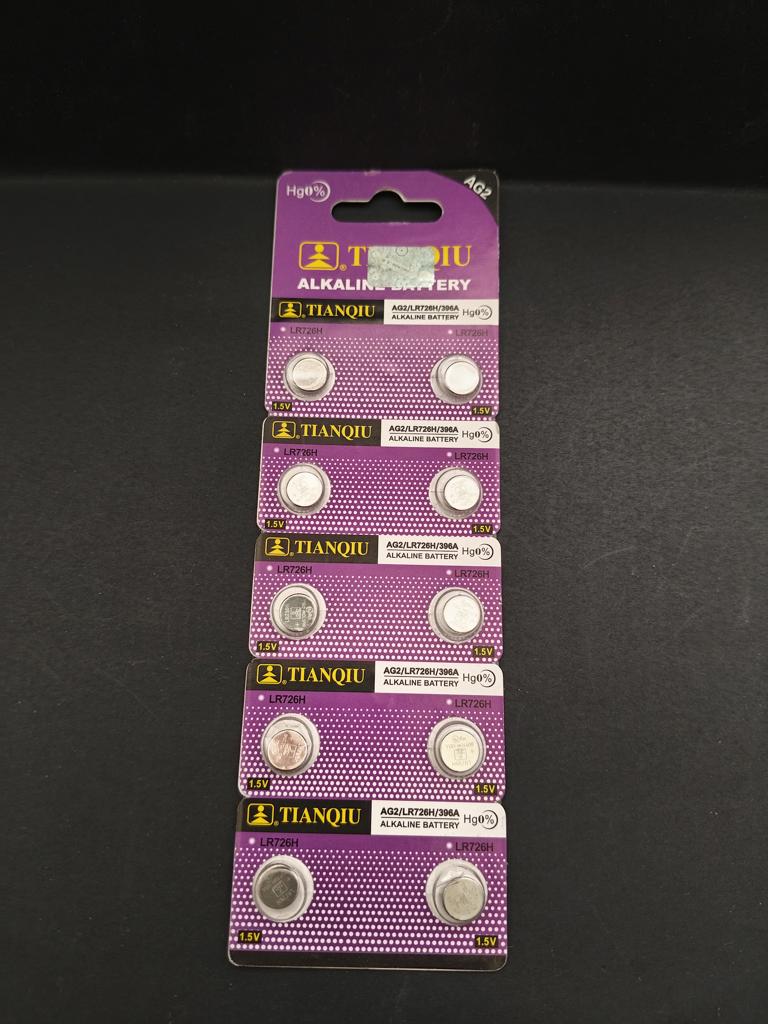 Hg0%
AG2
ALKALINE BATTERY
TIANQIU
AG2/LR726H/396A
ALKALINE BATTERY
Hg0%
LR726H
LR726H
1.5V
1.5V
TIANQIU
AG2/LR726H/396A
ALKALINE BATTERY
Hg0%
LR726H
LR726H
1.5V
1.5V
TIANQIU
AG2/LR726H/396A
ALKALINE BATTERY
Hg0%
LR726H
LR726H
1.5V
1.5V
TIANQIU
AG2/LR726H/396A
ALKALINE BATTERY
Hg0%
LR726H
LR726H
1.5V
1.5V
TIANQIU
AG2/LR726H/396A
ALKALINE BATTERY
Hg0%
LR726H
LR726H
1.5V
1.5V